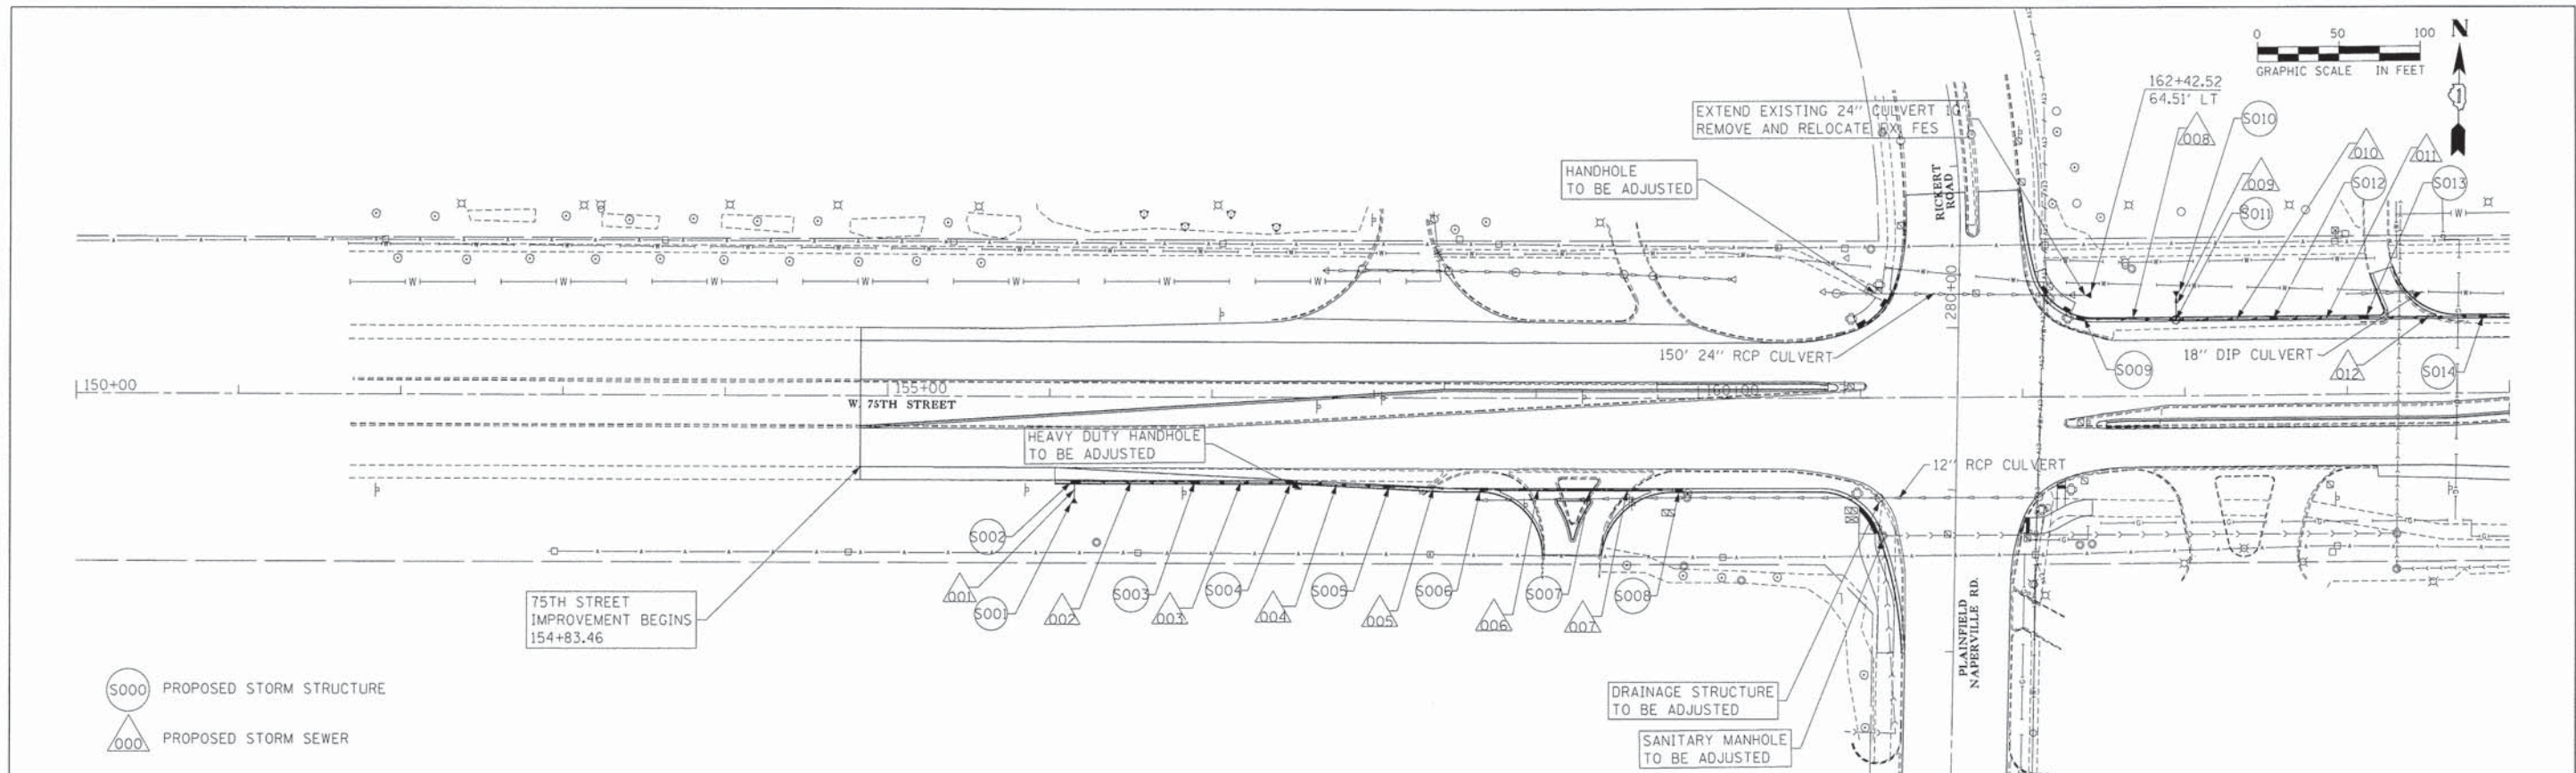 0 50 100
N
GRAPHIC SCALE IN FEET
162+42.52
64.51' LT
EXTEND EXISTING 24" CULVERT
REMOVE AND RELOCATE EX. FES
S010
008
HANDHOLE
TO BE ADJUSTED
RICKERT
ROAD
010
011
009
S012
S013
S011
280+00
150' 24" RCP CULVERT
18" DIP CULVERT
S009
012
S014
150+00
155+00
160+00
W. 75TH STREET
HEAVY DUTY HANDHOLE
TO BE ADJUSTED
12" RCP CULVERT
S002
001
S001
002
S003
003
S004
004
S005
005
S006
006
S007
007
S008
75TH STREET
IMPROVEMENT BEGINS
154+83.46
PLAINFIELD
NAPERVILLE RD.
S000 PROPOSED STORM STRUCTURE
000 PROPOSED STORM SEWER
DRAINAGE STRUCTURE
TO BE ADJUSTED
SANITARY MANHOLE
TO BE ADJUSTED